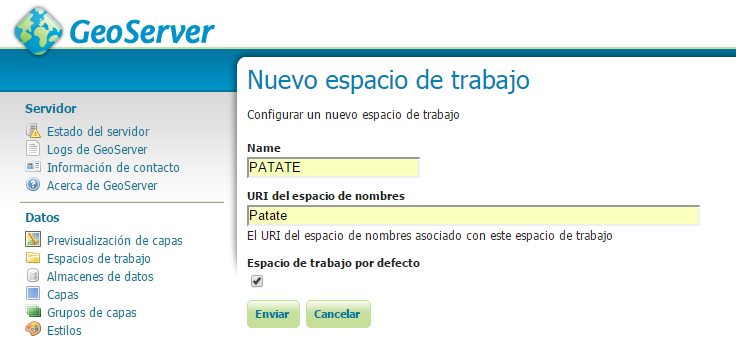 GeoServer
Servidor
Estado del servidor
Logs de GeoServer
Información de contacto
Acerca de GeoServer
Datos
Previsualización de capas
Espacios de trabajo
Almacenes de datos
Capas
Grupos de capas
Estilos
Nuevo espacio de trabajo
Configurar un nuevo espacio de trabajo
Name
PATATE
URI del espacio de nombres
Patate
El URI del espacio de nombres asociado con este espacio de trabajo
Espacio de trabajo por defecto
Enviar Cancelar